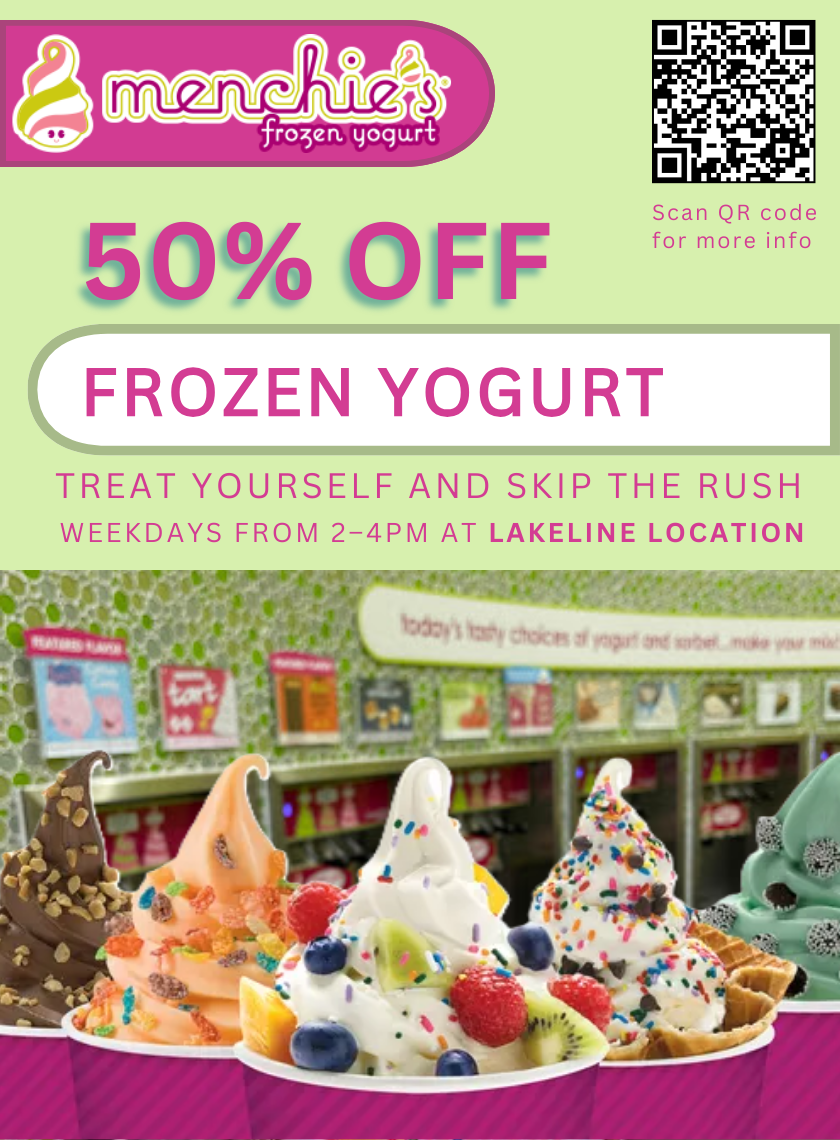 menchie's
frozen yogurt
Scan QR code
for more info
50% OFF
FROZEN YOGURT
TREAT YOURSELF AND SKIP THE RUSH
WEEKDAYS FROM 2–4PM AT LAKELINE LOCATION
today's tasty choices of yogurt and sorbet...make your mix
FEATURED FLAVOR
tart